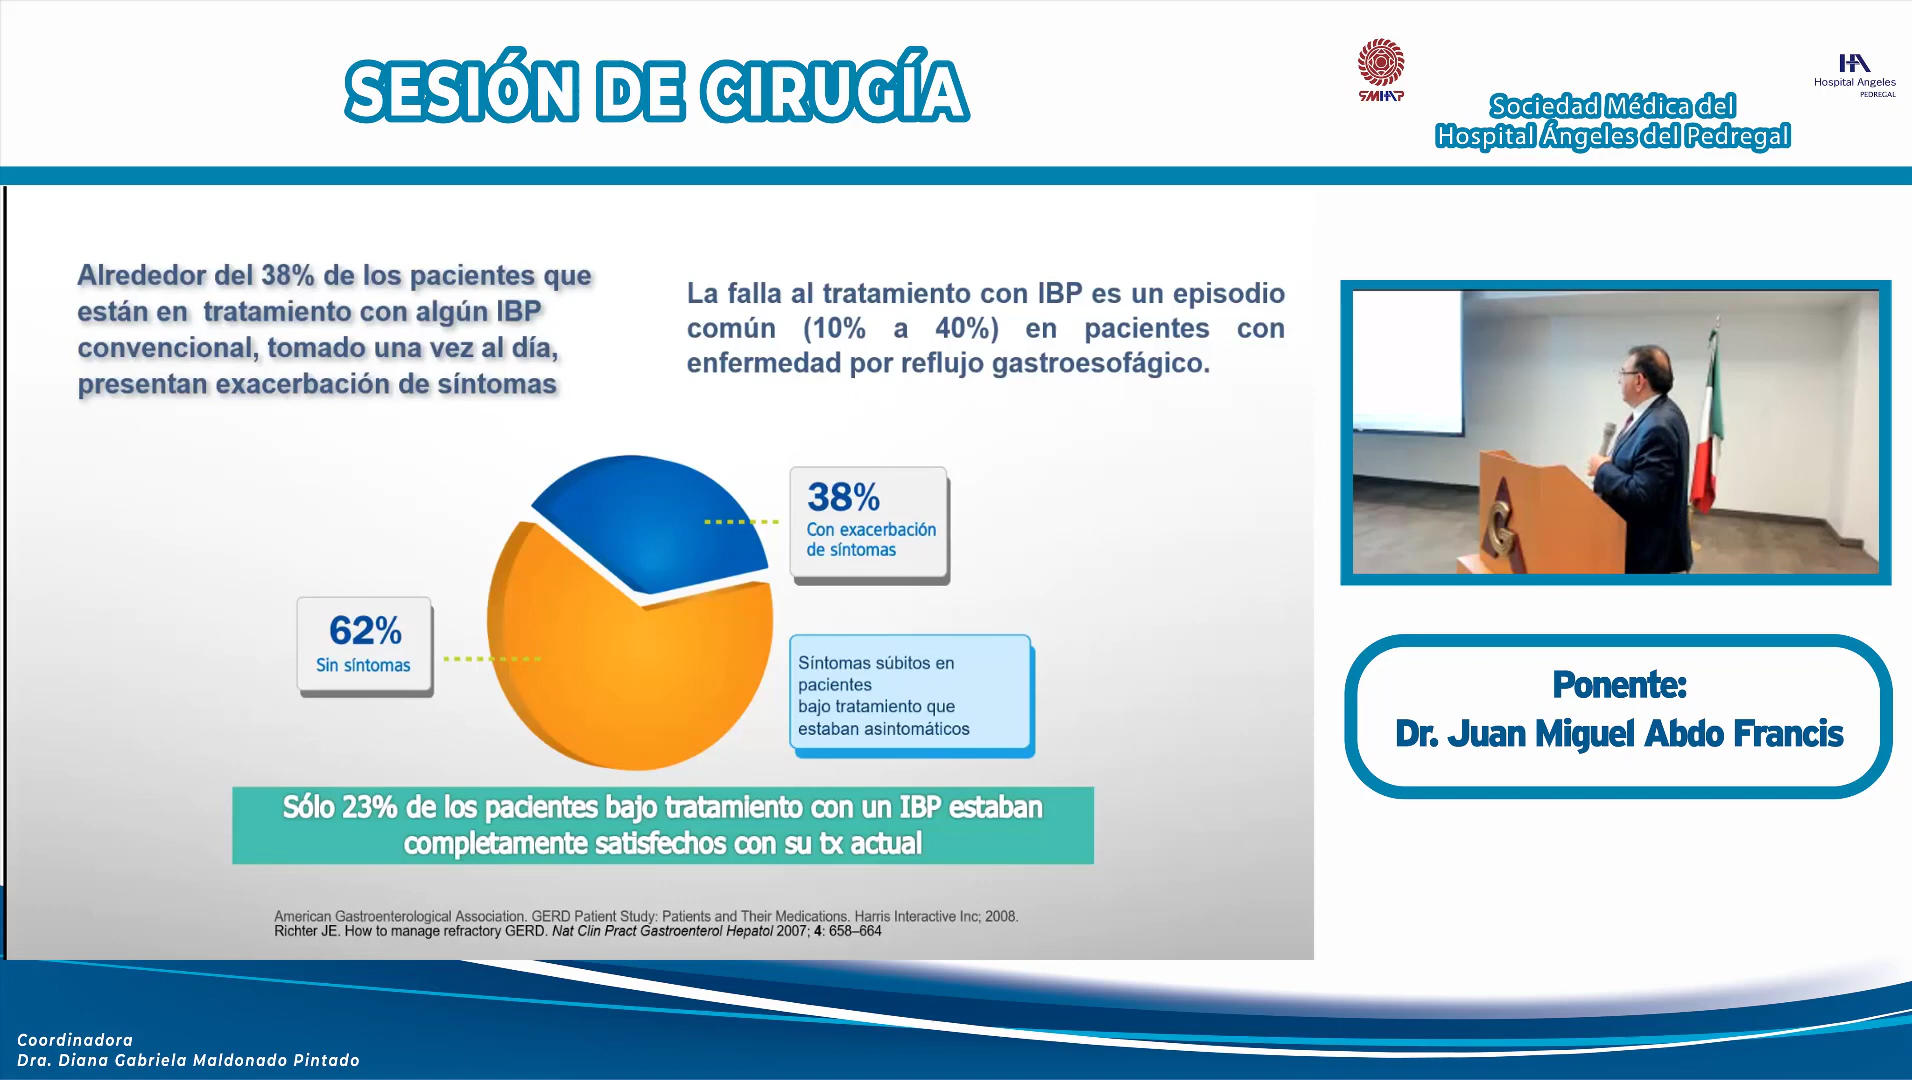 SESIÓN DE CIRUGÍA
SMHAP
Sociedad Médica del
Hospital Ángeles del Pedregal
HA
Hospital Angeles
PEDREGAL
Alrededor del 38% de los pacientes que
están en tratamiento con algún IBP
convencional, tomado una vez al día,
presentan exacerbación de síntomas
La falla al tratamiento con IBP es un episodio
común (10% a 40%) en pacientes con
enfermedad por reflujo gastroesofágico.
38%
Con exacerbación
de síntomas
62%
Sin síntomas
Síntomas súbitos en
pacientes
bajo tratamiento que
estaban asintomáticos
Sólo 23% de los pacientes bajo tratamiento con un IBP estaban
completamente satisfechos con su tx actual
American Gastroenterological Association. GERD Patient Study: Patients and Their Medications. Harris Interactive Inc; 2008.
Richter JE. How to manage refractory GERD. Nat Clin Pract Gastroenterol Hepatol 2007; 4: 658–664
Ponente:
Dr. Juan Miguel Abdo Francis
Coordinadora
Dra. Diana Gabriela Maldonado Pintado